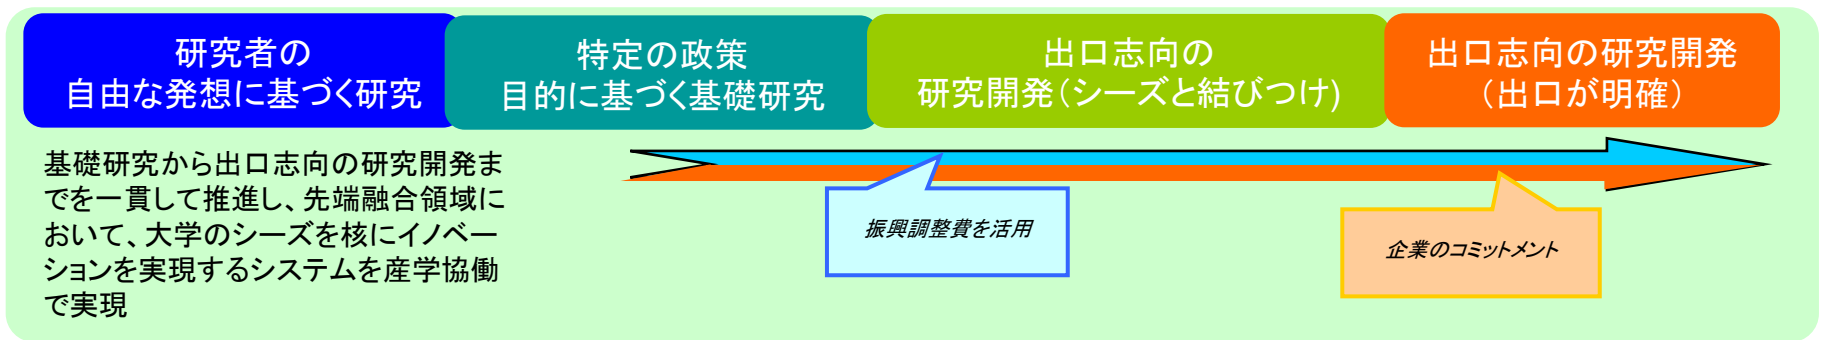 研究者の
自由な発想に基づく研究
特定の政策
目的に基づく基礎研究
出口志向の
研究開発(シーズと結びつけ)
出口志向の研究開発
(出口が明確)
基礎研究から出口志向の研究開発ま
でを一貫して推進し、先端融合領域に
おいて、大学のシーズを核にイノベー
ションを実現するシステムを産学協働
で実現
振興調整費を活用
企業のコミットメント